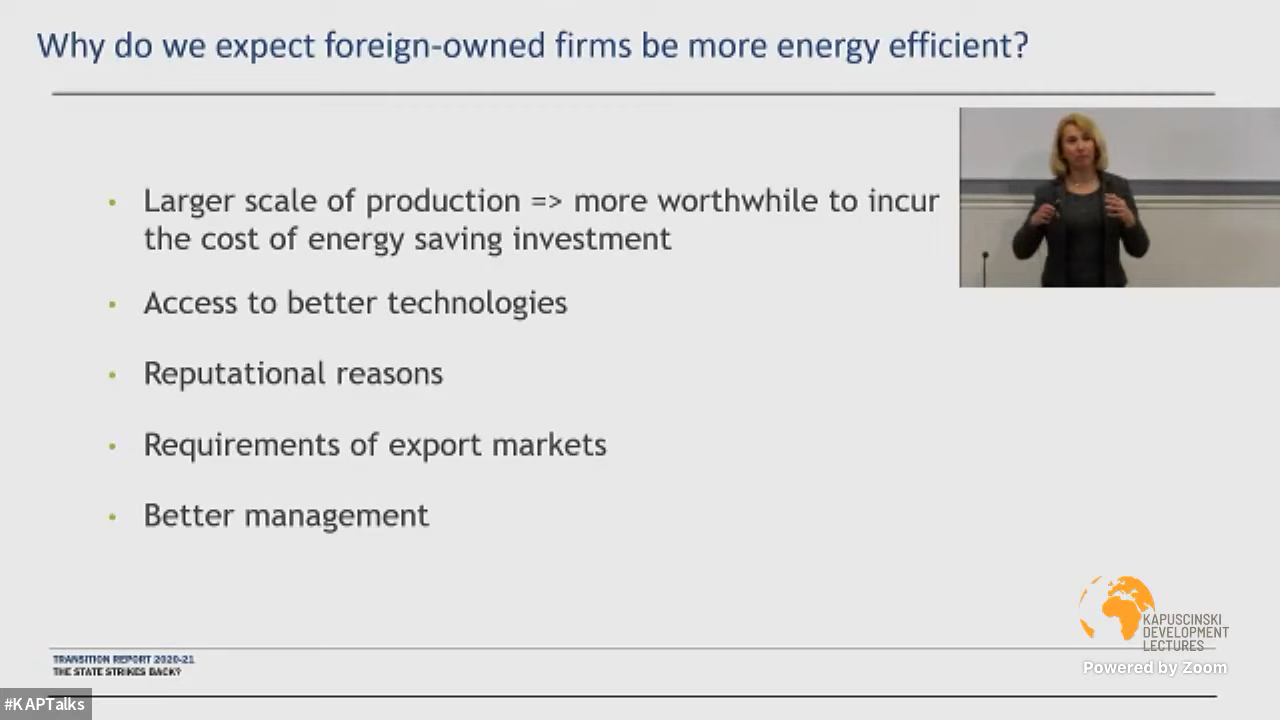 Why do we expect foreign-owned firms be more energy efficient?
• Larger scale of production => more worthwhile to incur
the cost of energy saving investment
• Access to better technologies
• Reputational reasons
• Requirements of export markets
• Better management
KAPUSCINSKI
DEVELOPMENT
LECTURES
Powered by Zoom
TRANSITION REPORT 2020-21
THE STATE STRIKES BACK?
#KAPTalks